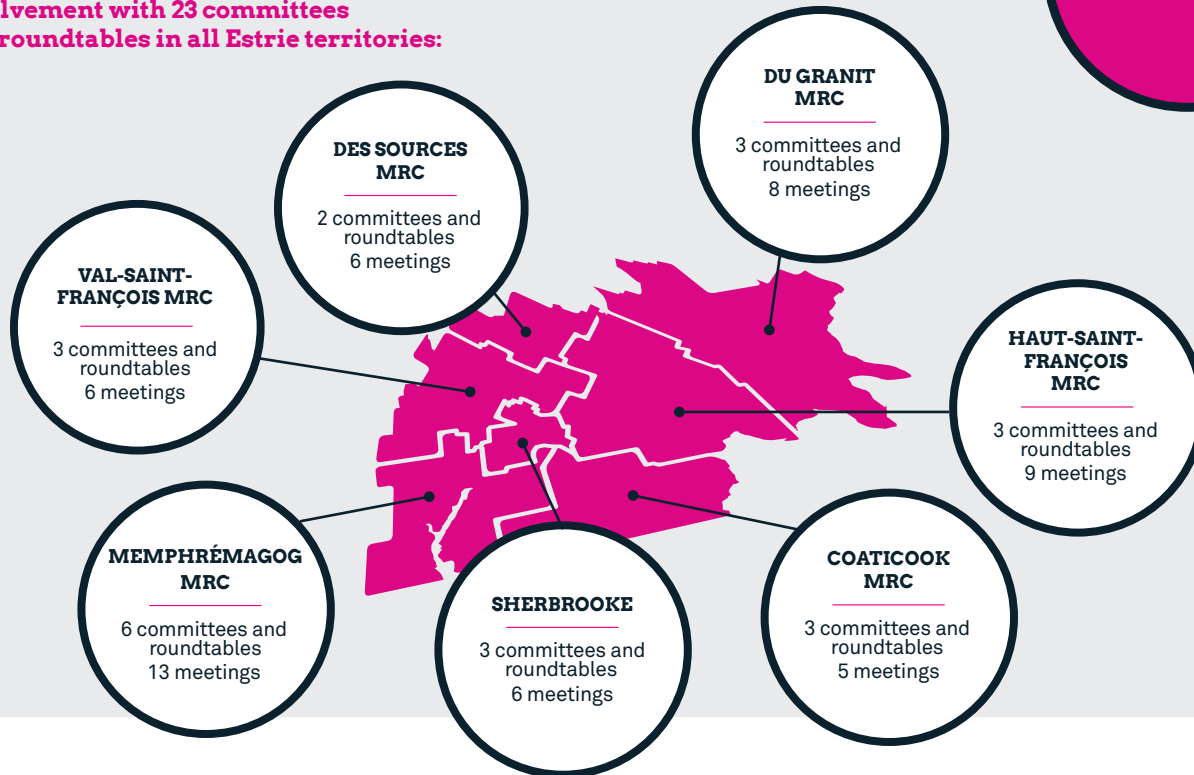 lvement with 23 committees
roundtables in all Estrie territories:
DU GRANIT
MRC
3 committees and
roundtables
8 meetings
DES SOURCES
MRC
2 committees and
roundtables
6 meetings
VAL-SAINT-
FRANÇOIS MRC
3 committees and
roundtables
6 meetings
HAUT-SAINT-
FRANÇOIS
MRC
3 committees and
roundtables
9 meetings
MEMPHRÉMAGOG
MRC
6 committees and
roundtables
13 meetings
SHERBROOKE
3 committees and
roundtables
6 meetings
COATICOOK
MRC
3 committees and
roundtables
5 meetings